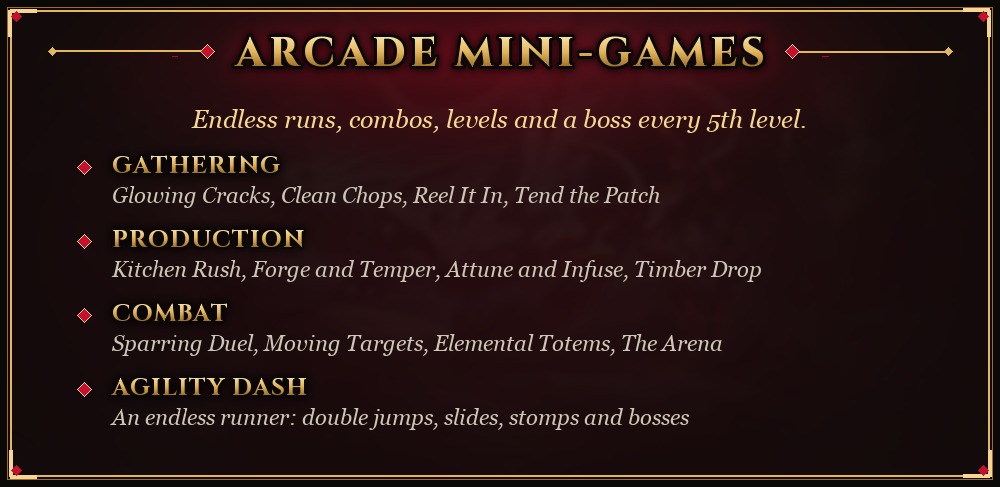 ARCADE MINI-GAMES
Endless runs, combos, levels and a boss every 5th level.
GATHERING
Glowing Cracks, Clean Chops, Reel It In, Tend the Patch
PRODUCTION
Kitchen Rush, Forge and Temper, Attune and Infuse, Timber Drop
COMBAT
Sparring Duel, Moving Targets, Elemental Totems, The Arena
AGILITY DASH
An endless runner: double jumps, slides, stomps and bosses